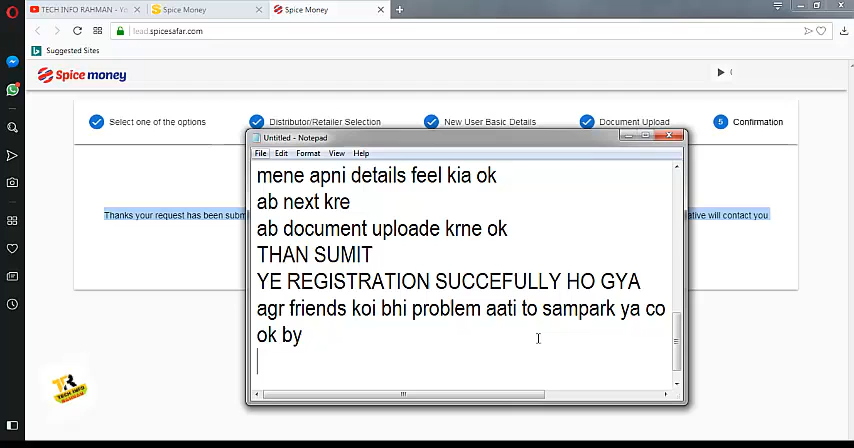 TECH INFO RAHMAN - Y
Spice Money
Spice Money
lead.spicesafar.com
Suggested Sites
Spice money
Select one of the options
Distributor/Retailer Selection
New User Basic Details
Document Upload
5 Confirmation
Untitled - Notepad
File Edit Format View Help
mene apni details feel kia ok
ab next kre
ab document uploade krne ok
THAN SUMIT
YE REGISTRATION SUCCEFULLY HO GYA
agr friends koi bhi problem aati to sampark ya co
ok by
Thanks your request has been subm
ative will contact you
TR
TECH INFO
RAHMAN